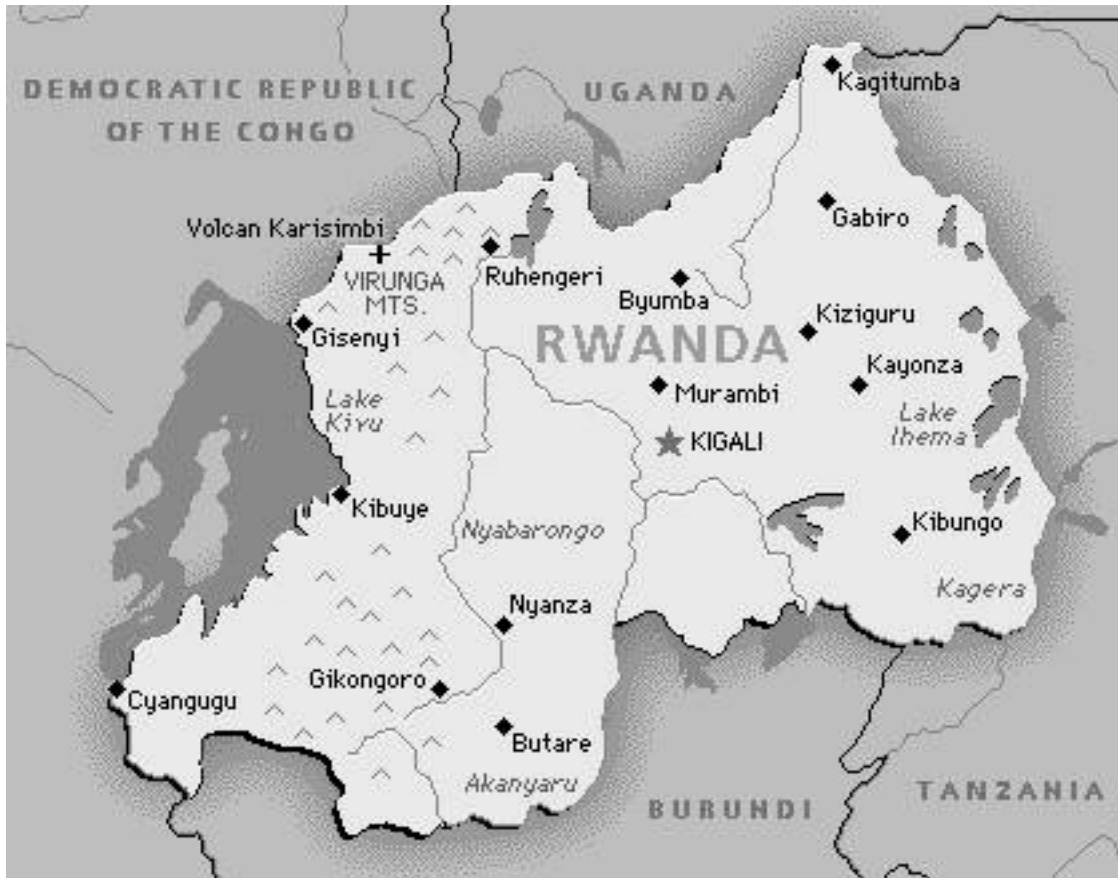 DEMOCRATIC REPUBLIC
OF THE CONGO
UGANDA
Kagitumba
Volcan Karisimbi
Gabiro
VIRUNGA
MTS.
Ruhengeri
Byumba
Gisenyi
RWANDA
Kiziguru
Kayonza
Lake
Kivu
Murambi
Lake
Ihema
KIGALI
Kibuye
Nyabarongo
Kibungo
Kagera
Nyanza
Gikongoro
Cyangugu
Butare
Akanyaru
BURUNDI
TANZANIA